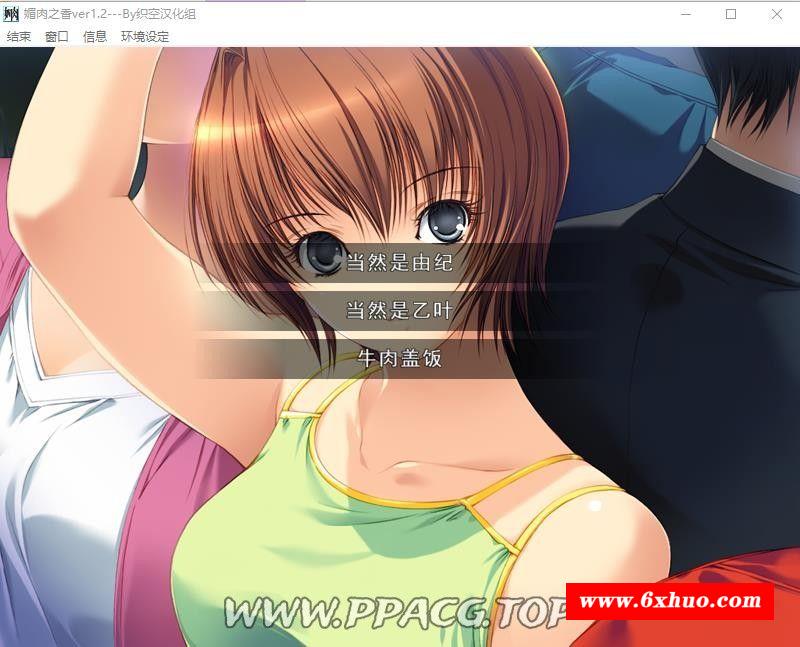 媚肉之香ver1.2---By织空汉化组
结束 窗口 信息 环境设定
当然是由纪
当然是乙叶
牛肉盖饭
WWW.PPACG.TOP
www.6xhuo.com